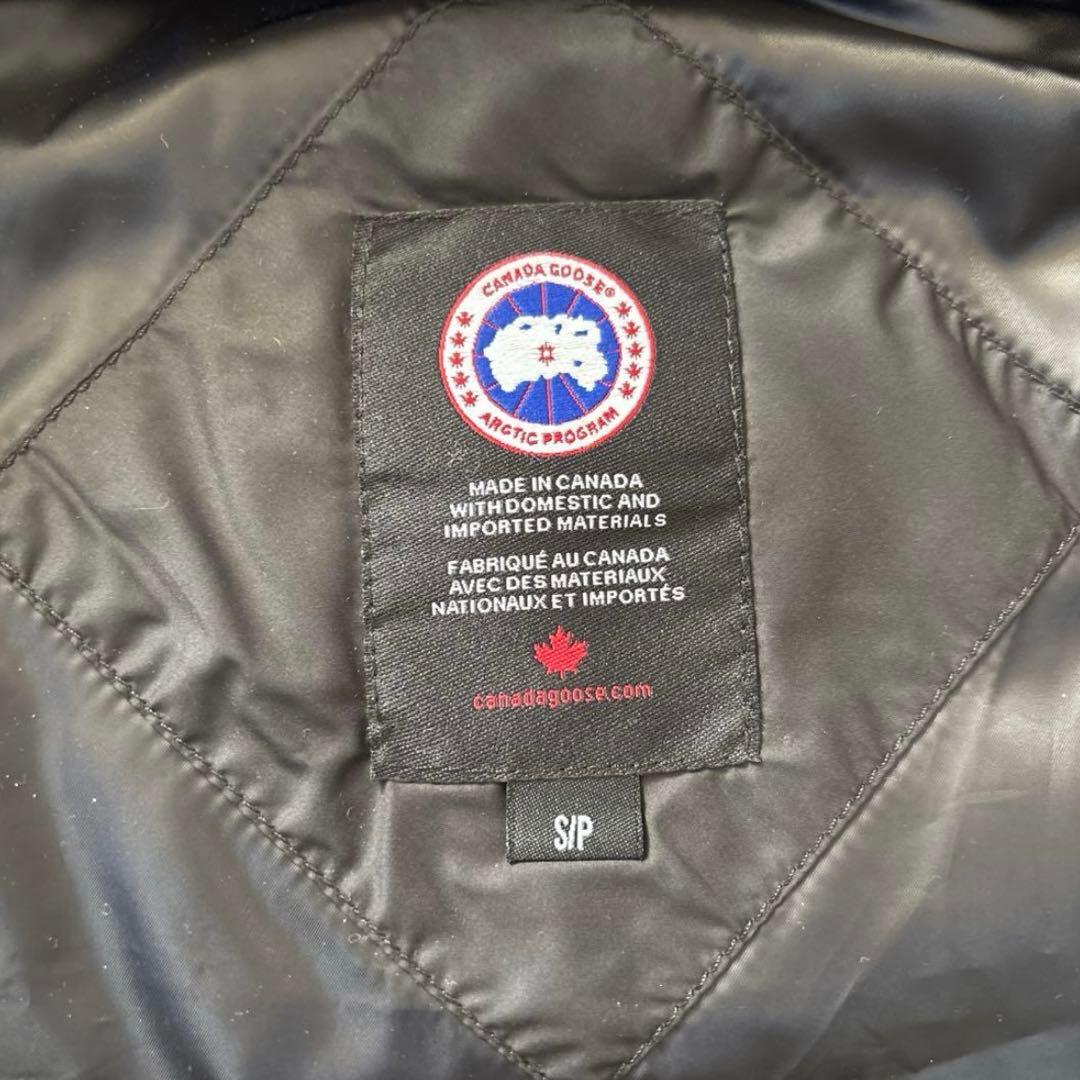 CANADA GOOSE®
ARCTIC PROGRAM
MADE IN CANADA
WITH DOMESTIC AND
IMPORTED MATERIALS
FABRIQUÉ AU CANADA
AVEC DES MATERIAUX
NATIONAUX ET IMPORTÉS
canadagoose.com
S/P